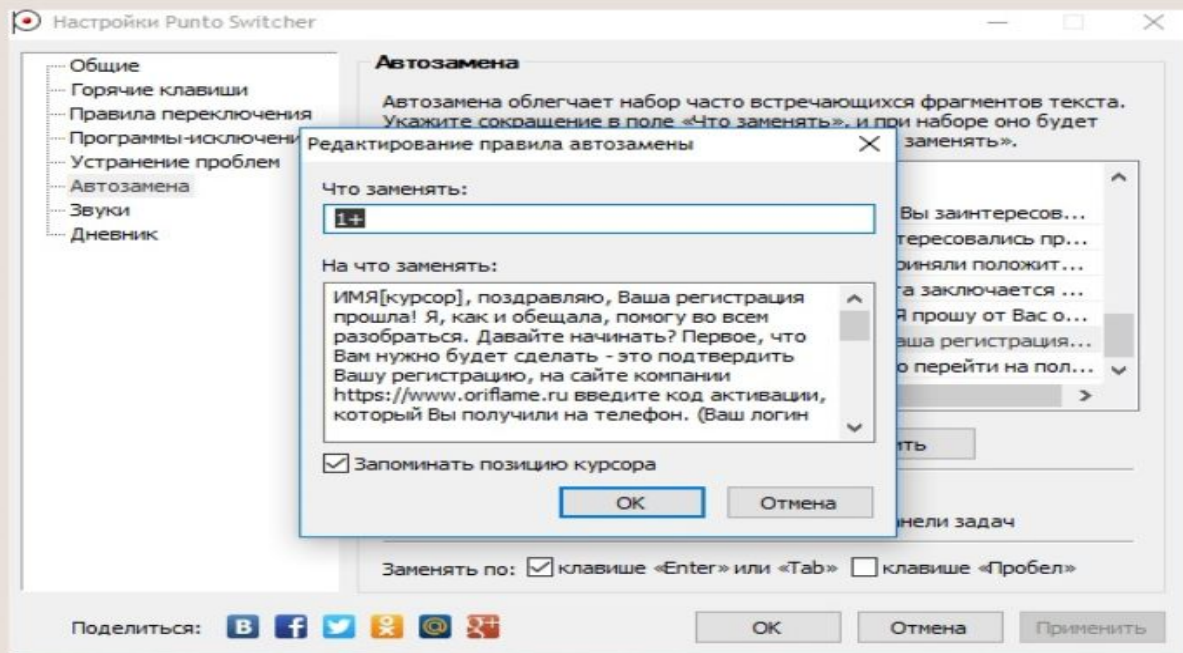 Настройки Punto Switcher
Общие
Горячие клавиши
Правила переключения
Программы-исключени
Устранение проблем
Автозамена
Звуки
Дневник
Автозамена
Автозамена облегчает набор часто встречающихся фрагментов текста.
Укажите сокращение в поле «Что заменять», и при наборе оно будет
заменять».
Редактирование правила автозамены
Что заменять:
1+
На что заменять:
ИМЯ[курсор], поздравляю, Ваша регистрация
прошла! Я, как и обещала, помогу во всем
разобраться. Давайте начинать? Первое, что
Вам нужно будет сделать - это подтвердить
Вашу регистрацию, на сайте компании
https://www.oriflame.ru введите код активации,
который Вы получили на телефон. (Ваш логин
Запоминать позицию курсора
ОК
Отмена
Вы заинтересов...
тересовались пр...
риняли положит...
та заключается ...
Я прошу от Вас о...
аша регистрация...
о перейти на пол...
ить
нели задач
Заменять по: клавише «Enter» или «Tab» клавише «Пробел»
Поделиться:
ОК
Отмена
Применить